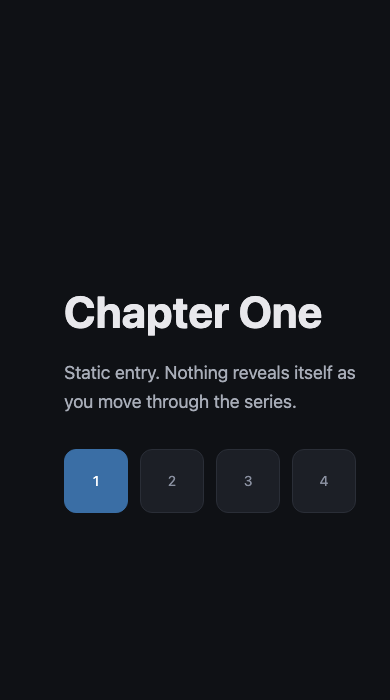 Chapter One
Static entry. Nothing reveals itself as
you move through the series.
1 2 3 4